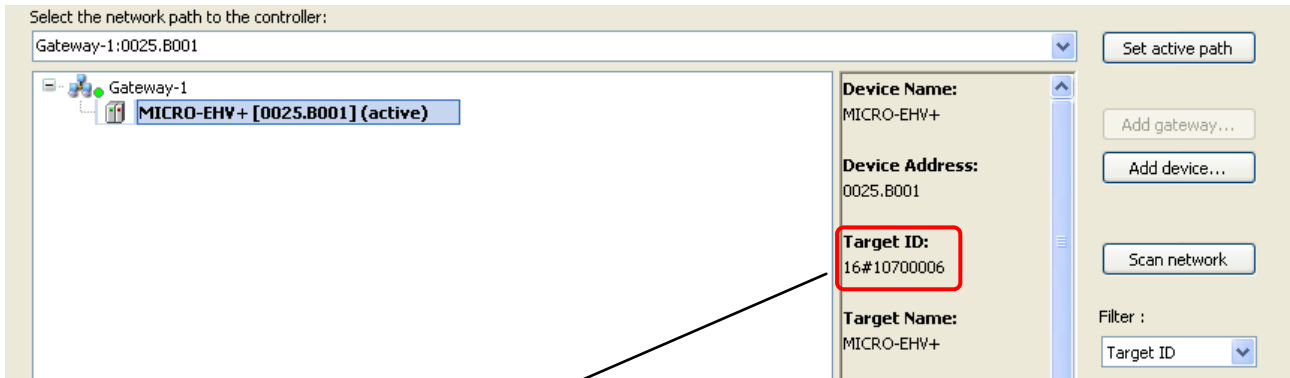 Select the network path to the controller:
Gateway-1:0025.B001
Set active path
Gateway-1
MICRO-EHV+ [0025.B001] (active)
Device Name:
MICRO-EHV+
Device Address:
0025.B001
Target ID:
16#10700006
Target Name:
MICRO-EHV+
Add gateway...
Add device...
Scan network
Filter :
Target ID